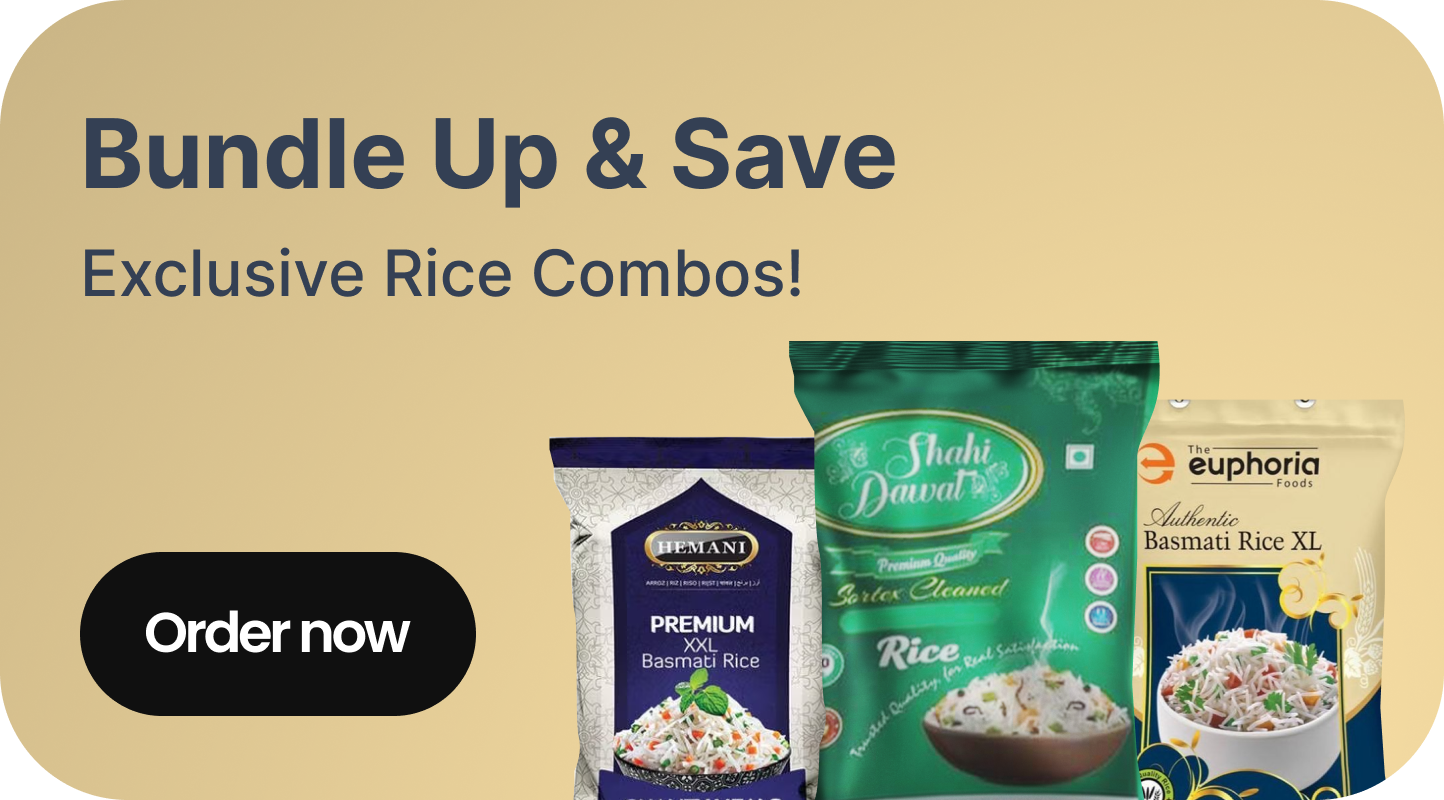 Bundle Up & Save
Exclusive Rice Combos!
Order now
HEMANI
PREMIUM
XXL
Basmati Rice
Shahi
Dawat
Premium Quality
Sortex Cleaned
Rice
Trusted Quality, for Real Satisfaction
The
euphoria
Foods
Authentic
Basmati Rice XL